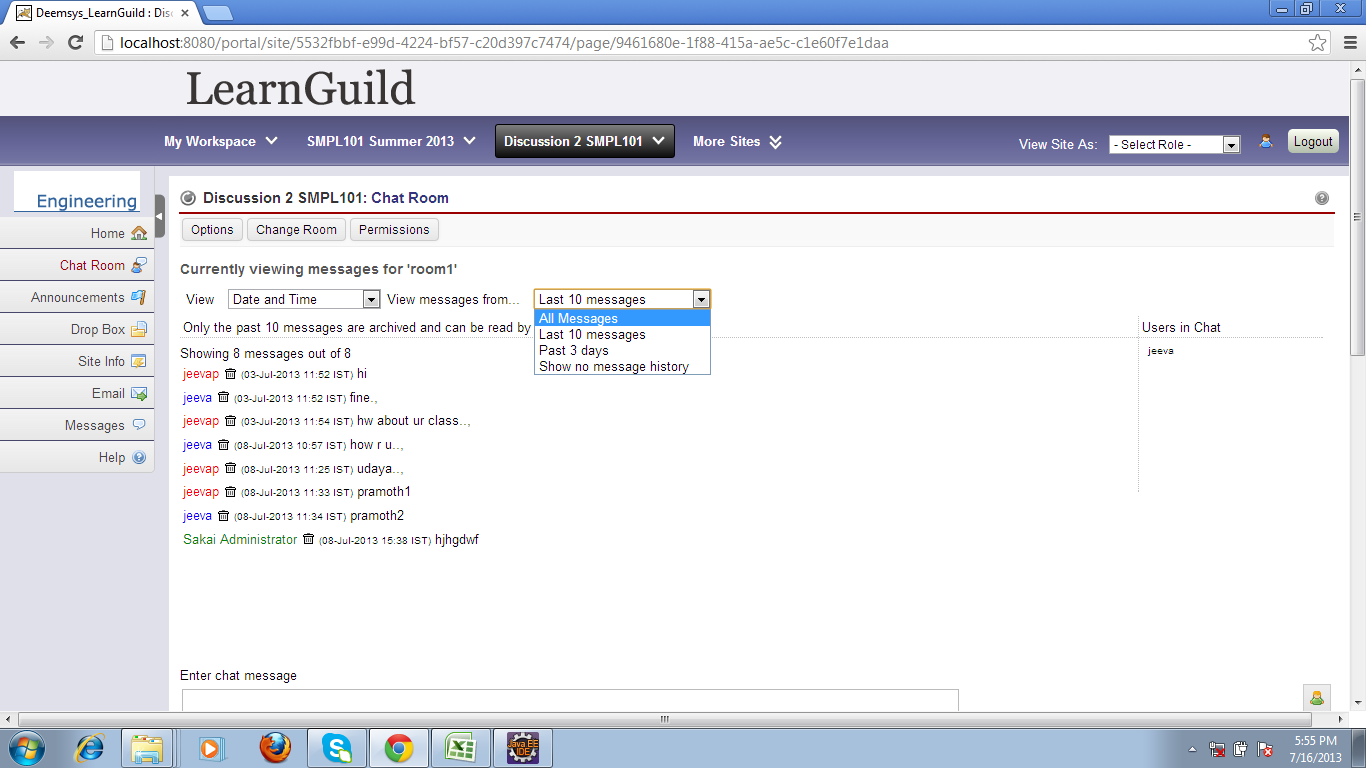 Deemsys_LearnGuild : Disc
localhost:8080/portal/site/5532fbbf-e99d-4224-bf57-c20d397c7474/page/9461680e-1f88-415a-ae5c-c1e60f7e1daa
LearnGuild
My Workspace SMPL101 Summer 2013 Discussion 2 SMPL101 More Sites View Site As: - Select Role - Logout
Engineering
Home
Chat Room
Announcements
Drop Box
Site Info
Email
Messages
Help
Discussion 2 SMPL101: Chat Room
Options Change Room Permissions
Currently viewing messages for 'room1'
View Date and Time View messages from... Last 10 messages
All Messages
Last 10 messages
Past 3 days
Show no message history
Only the past 10 messages are archived and can be read by
Users in Chat
jeeva
Showing 8 messages out of 8
jeevap (03-Jul-2013 11:52 IST) hi
jeeva (03-Jul-2013 11:52 IST) fine.,
jeevap (03-Jul-2013 11:54 IST) hw about ur class..,
jeeva (08-Jul-2013 10:57 IST) how r u..,
jeevap (08-Jul-2013 11:25 IST) udaya..,
jeevap (08-Jul-2013 11:33 IST) pramoth1
jeeva (08-Jul-2013 11:34 IST) pramoth2
Sakai Administrator (08-Jul-2013 15:38 IST) hjhgdwf
Enter chat message
Java EE
IDE
5:55 PM
7/16/2013